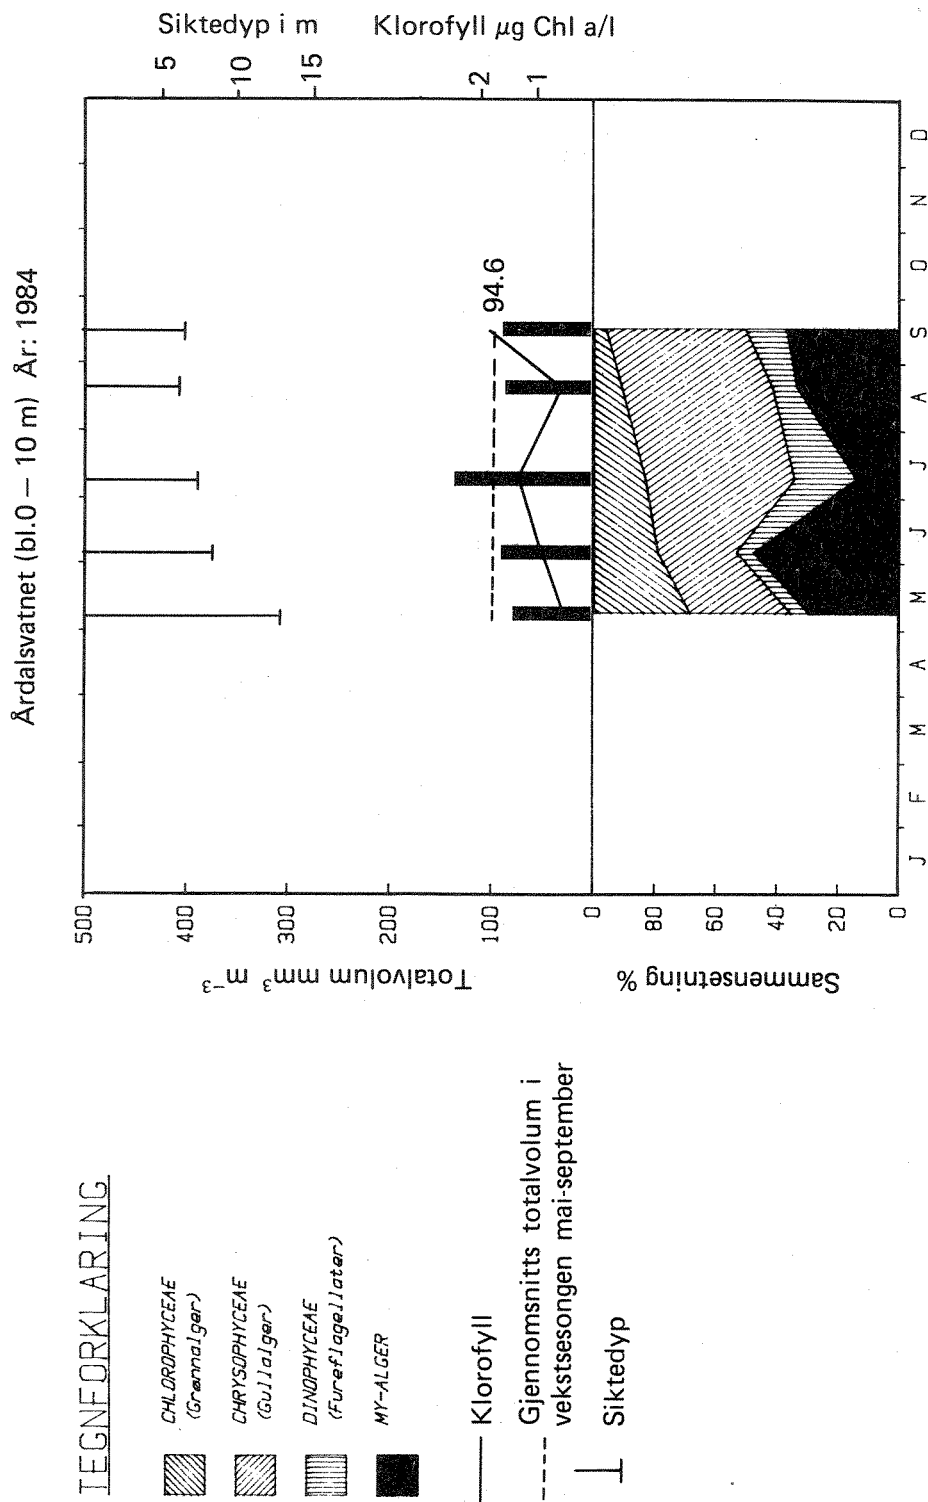 Årdalsvatnet (bl.0 – 10 m) År: 1984
Siktedyp i m
5
10
15
Klorofyll µg Chl a/l
2
1
500
400
300
200
100
0
Totalvolum mm³ m⁻³
94.6
80
60
40
20
0
Sammensetning %
J F M A M J J A S O N D
TEGNFORKLARING
CHLOROPHYCEAE
(Grønnalger)
CHRYSOPHYCEAE
(Gullalger)
DINOPHYCEAE
(Fureflagellater)
MY-ALGER
Klorofyll
Gjennomsnitts totalvolum i
vekstsesongen mai-september
Siktedyp